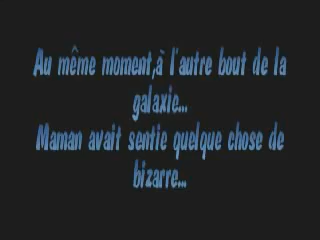 Au même moment,à l'autre bout de la
galaxie...
Maman avait sentie quelque chose de
bizarre...